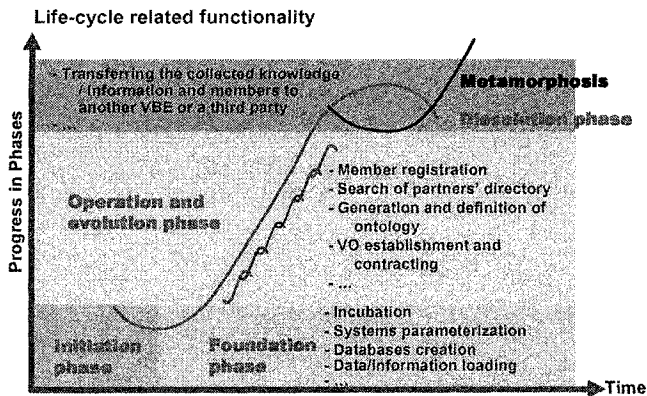 Life-cycle related functionality
Progress in Phases
- Transferring the collected knowledge
/ information and members to
another VBE or a third party
- ...
Metamorphosis
Dissolution phase
Operation and
evolution phase
- Member registration
- Search of partners' directory
- Generation and definition of
ontology
- VO establishment and
contracting
- ...
Initiation
phase
Foundation
phase
- Incubation
- Systems parameterization
- Databases creation
- Data/Information loading
- ...
Time